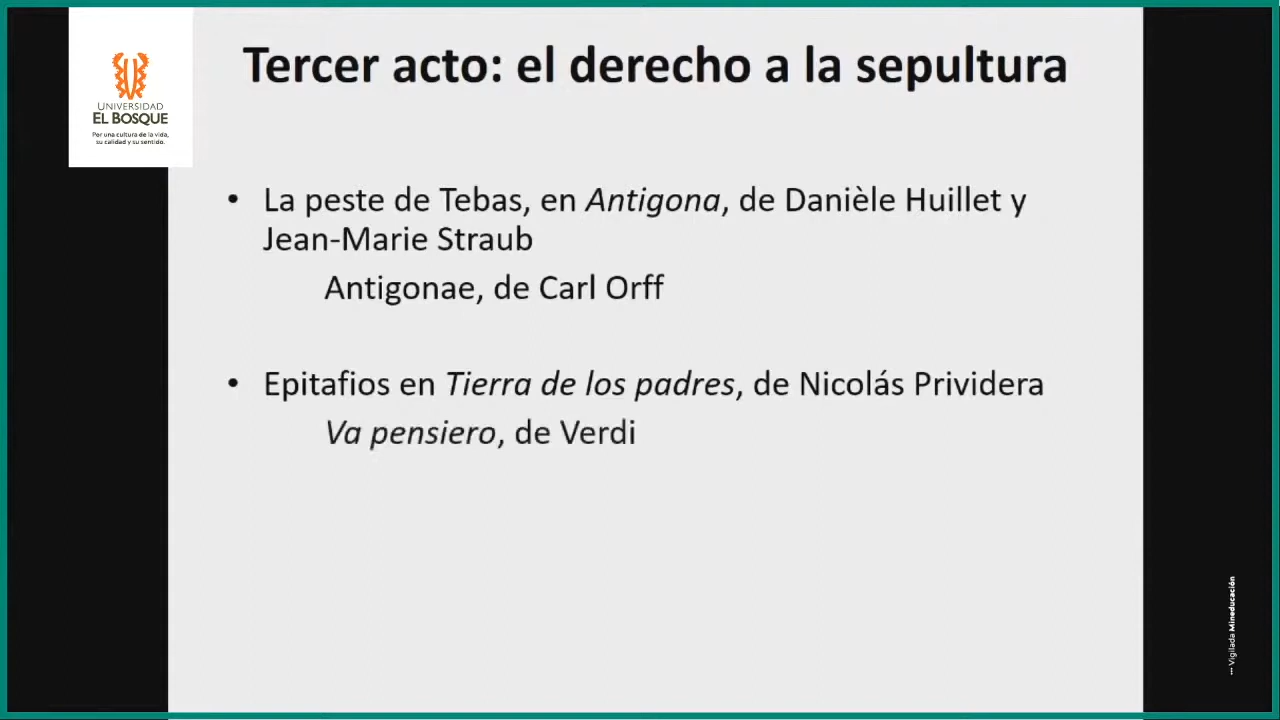 Tercer acto: el derecho a la sepultura
UNIVERSIDAD
EL BOSQUE
Por una cultura de la vida,
su calidad y su sentido.
• La peste de Tebas, en Antigona, de Danièle Huillet y
Jean-Marie Straub
Antigonae, de Carl Orff
• Epitafios en Tierra de los padres, de Nicolás Prividera
Va pensiero, de Verdi
Vigilada Mineducación